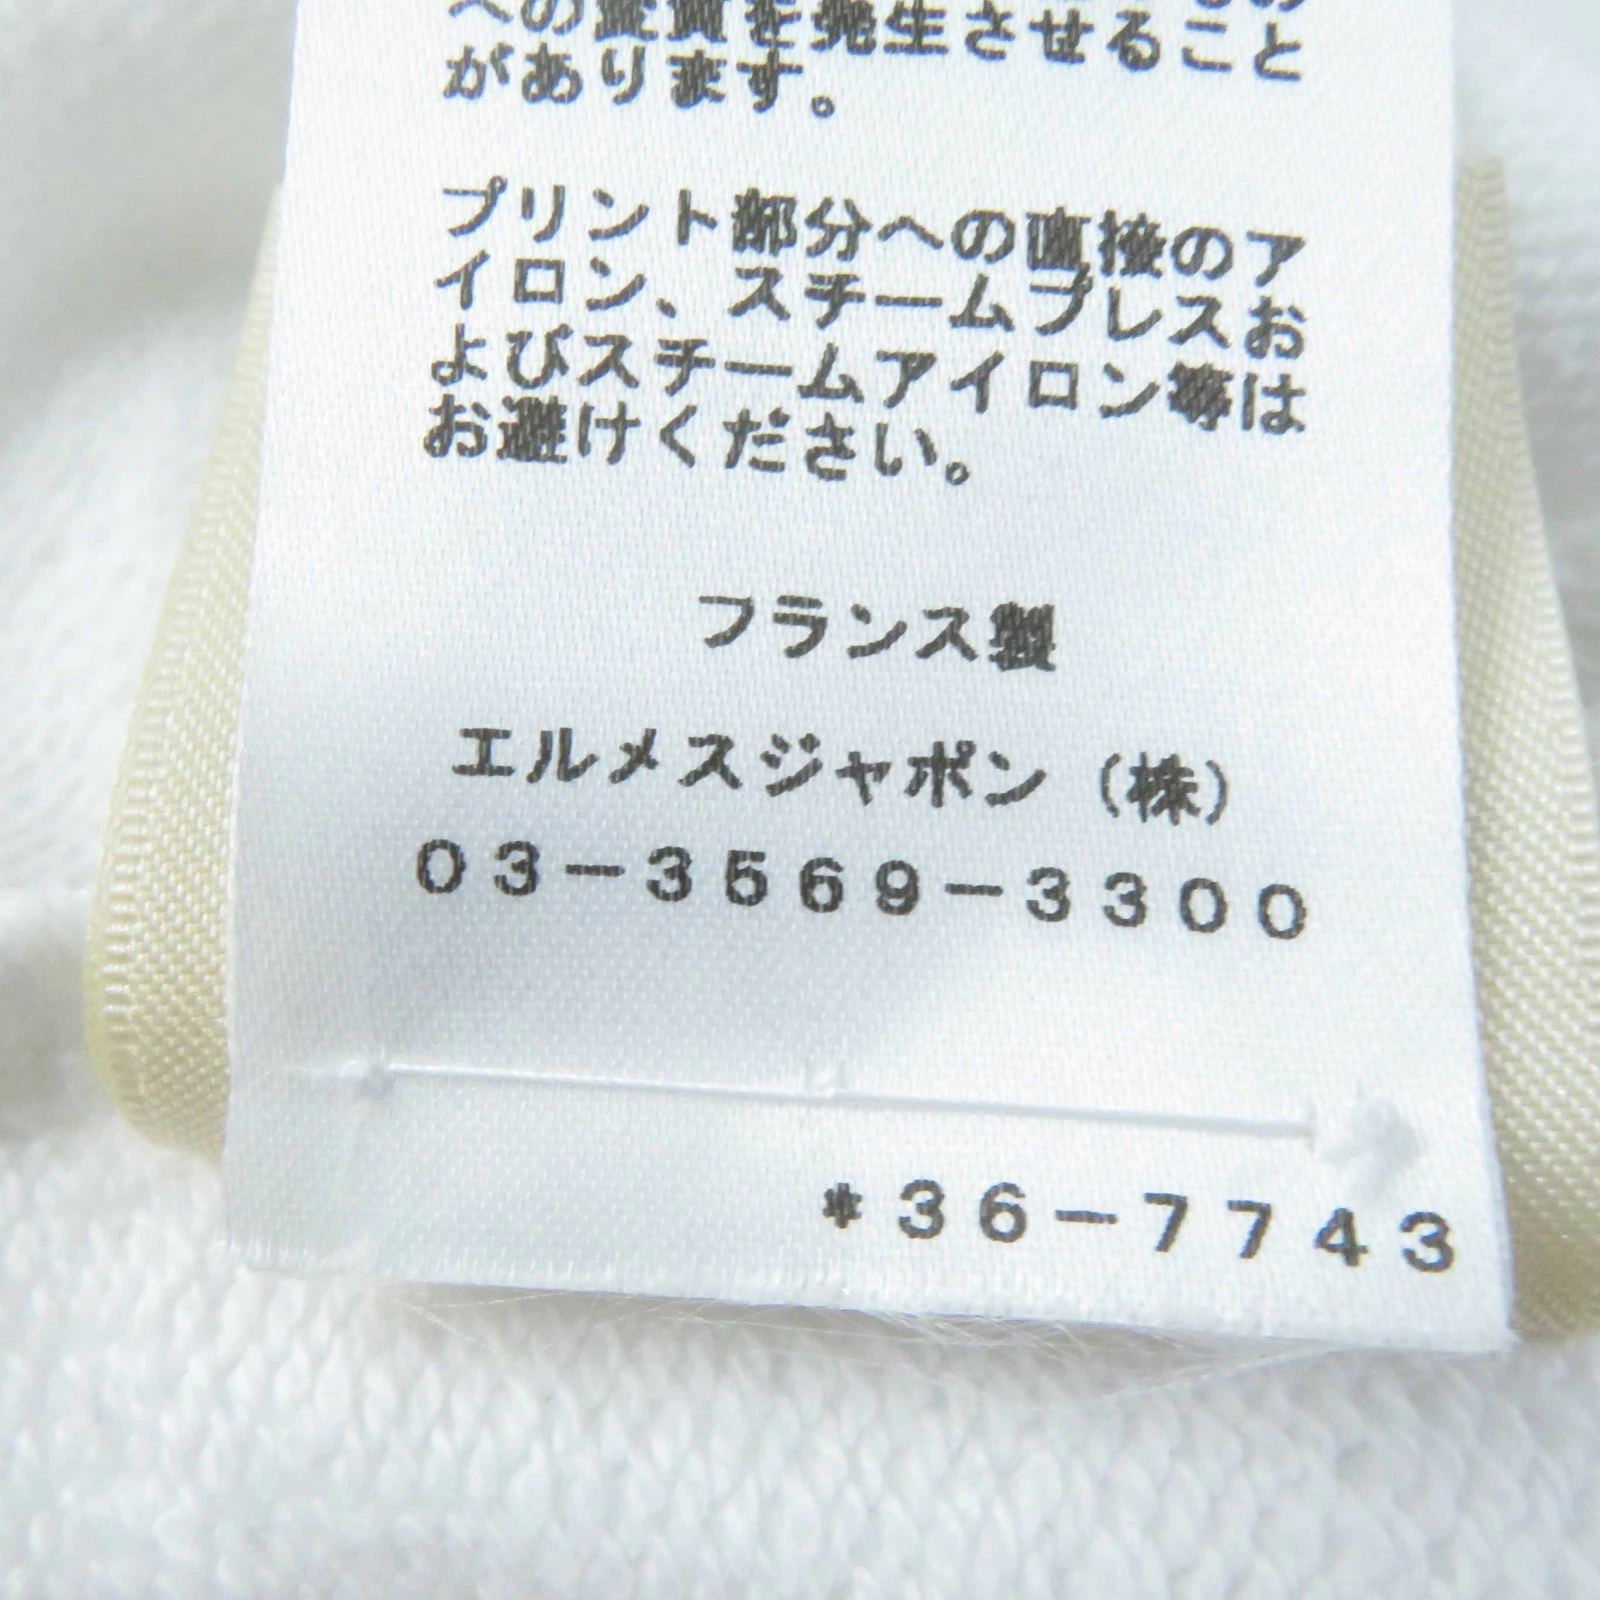 への変質を発生させること
があります。
プリント部分への直接のア
イロン、スチームプレスお
よびスチームアイロン等は
お避けください。
フランス製
エルメスジャポン（株）
03-3569-3300
*36-7743